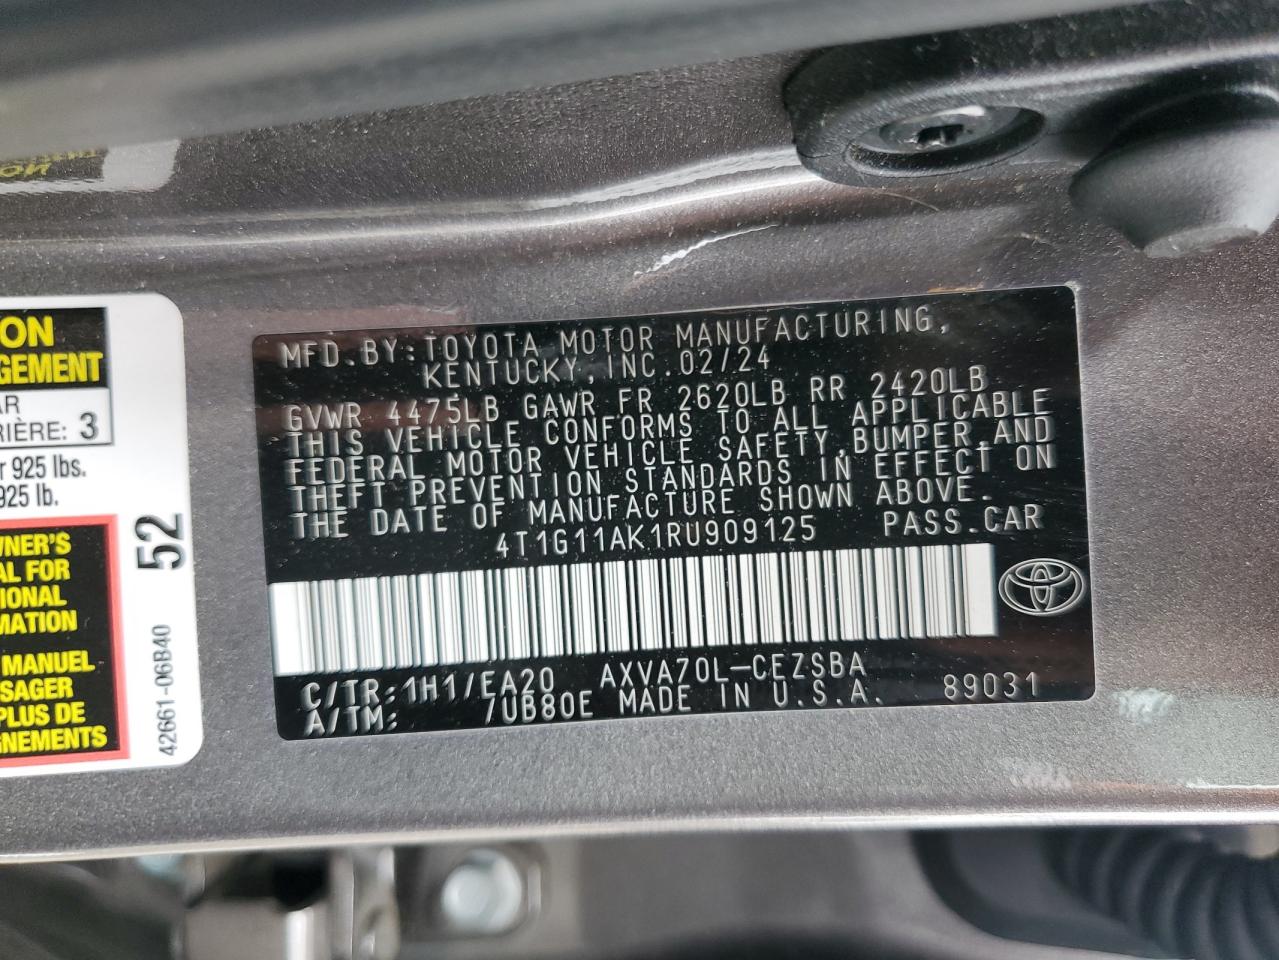 ON
GEMENT
AR
RIÈRE: 3
r 925 lbs.
925 lb.
WNER'S
AL FOR
IONAL
MATION
MANUEL
SSAGER
PLUS DE
GNEMENTS
52
42661-06B40
MFD.BY:TOYOTA MOTOR MANUFACTURING,
KENTUCKY,INC.02/24
GVWR 4475LB GAWR FR 2620LB RR 2420LB
THIS VEHICLE CONFORMS TO ALL APPLICABLE
FEDERAL MOTOR VEHICLE SAFETY,BUMPER,AND
THEFT PREVENTION STANDARDS IN EFFECT ON
THE DATE OF MANUFACTURE SHOWN ABOVE.
4T1G11AK1RU909125 PASS.CAR
C/TR:1H1/EA20 AXVA70L-CEZSBA
A/TM: 7UB80E MADE IN U.S.A. 89031